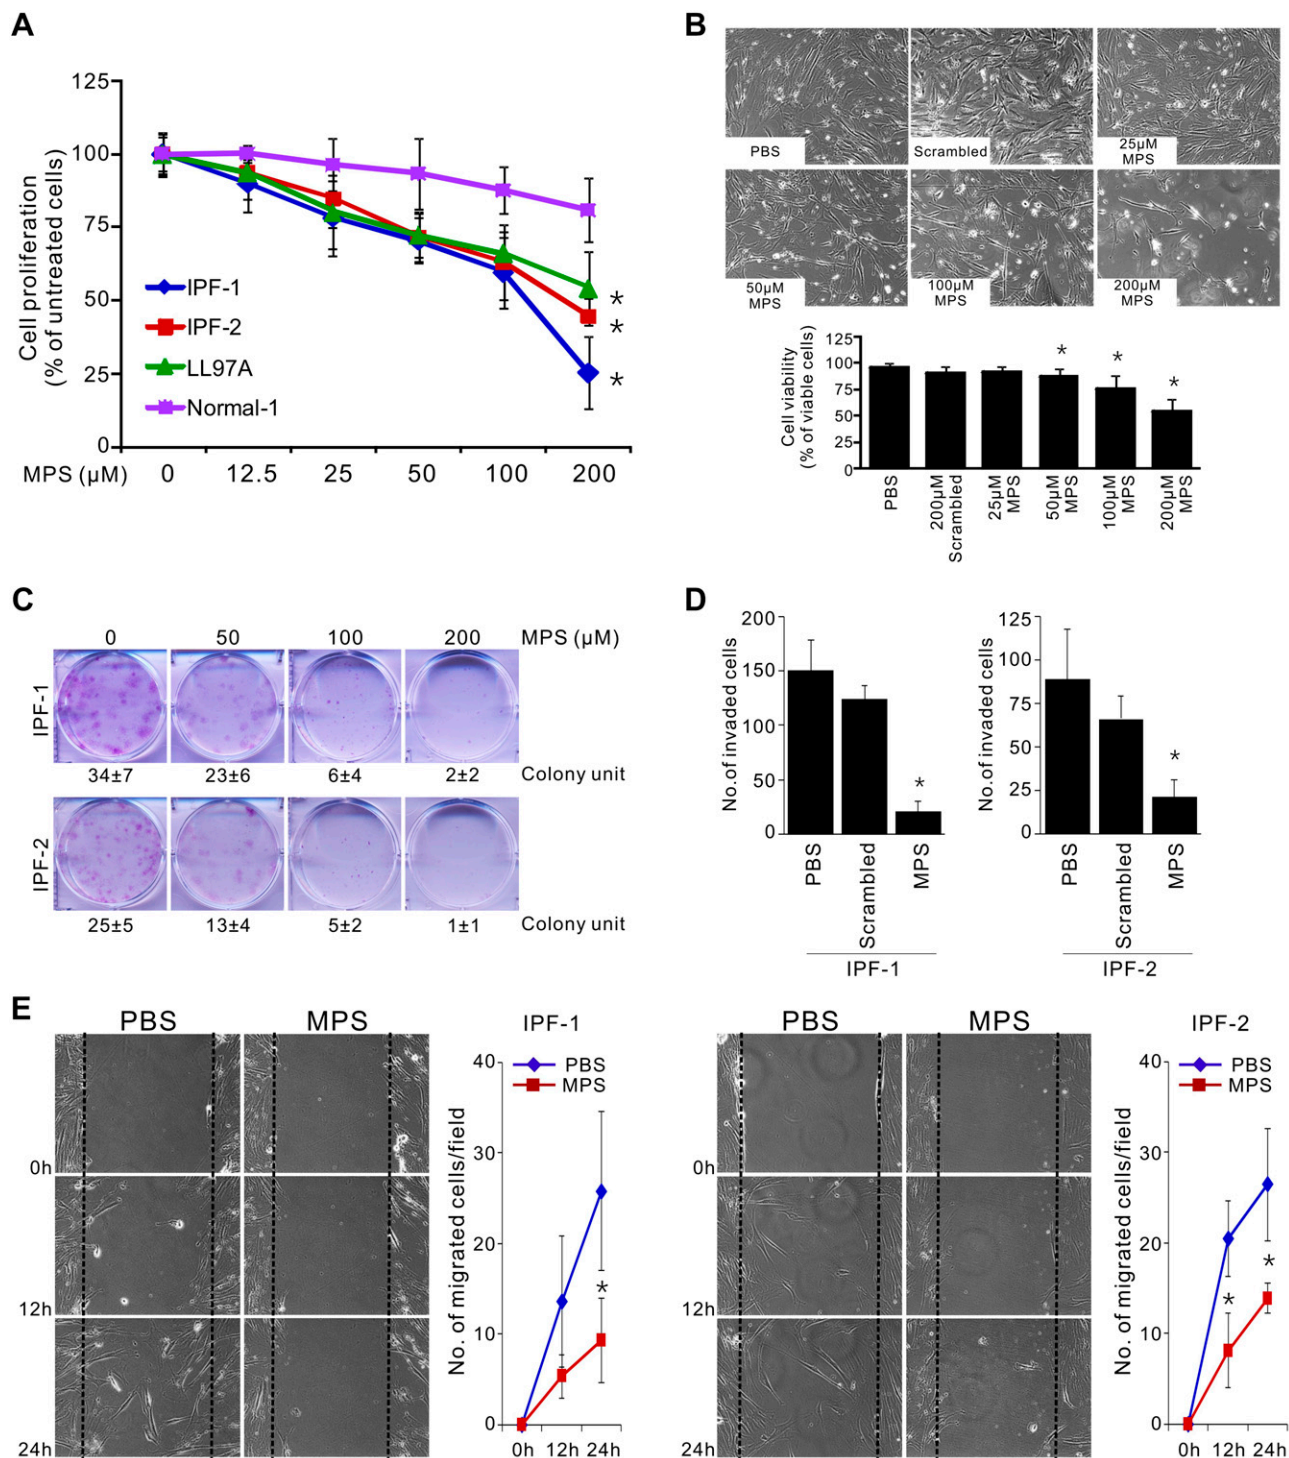 A
125
100
75
50
25
0
Cell proliferation
(% of untreated cells)
IPF-1
IPF-2
LL97A
Normal-1
*
*
*
MPS (µM) 0 12.5 25 50 100 200
B
PBS
Scrambled
25µM
MPS
50µM
MPS
100µM
MPS
200µM
MPS
Cell viability
(% of viable cells)
125
100
75
50
25
0
* * *
PBS
200µM
Scrambled
25µM
MPS
50µM
MPS
100µM
MPS
200µM
MPS
C
0 50 100 200 MPS (µM)
IPF-1
34±7 23±6 6±4 2±2 Colony unit
IPF-2
25±5 13±4 5±2 1±1 Colony unit
D
No.of invaded cells
200
150
100
50
0
*
PBS
Scrambled
MPS
IPF-1
No.of invaded cells
125
100
75
50
25
0
*
PBS
Scrambled
MPS
IPF-2
E
PBS MPS
0h
12h
24h
IPF-1
PBS
MPS
No. of migrated cells/field
40
30
20
10
0
*
0h 12h 24h
PBS MPS
0h
12h
24h
IPF-2
PBS
MPS
No. of migrated cells/field
40
30
20
10
0
*
*
0h 12h 24h